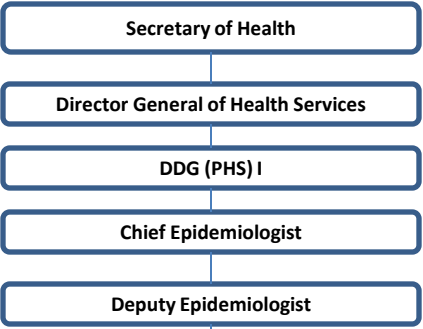 Secretary of Health
Director General of Health Services
DDG (PHS) I
Chief Epidemiologist
Deputy Epidemiologist